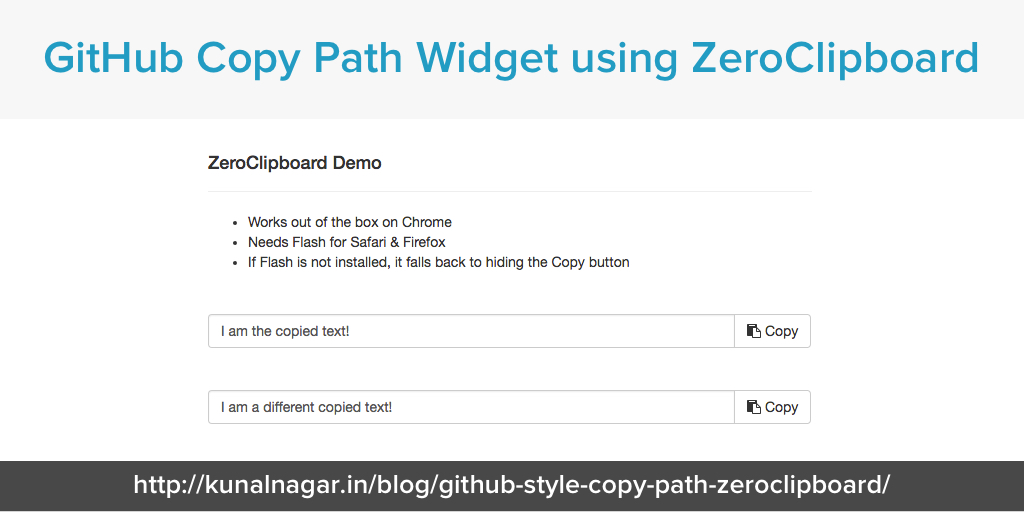 GitHub Copy Path Widget using ZeroClipboard
ZeroClipboard Demo
• Works out of the box on Chrome
• Needs Flash for Safari & Firefox
• If Flash is not installed, it falls back to hiding the Copy button
I am the copied text! Copy
I am a different copied text! Copy
http://kunalnagar.in/blog/github-style-copy-path-zeroclipboard/